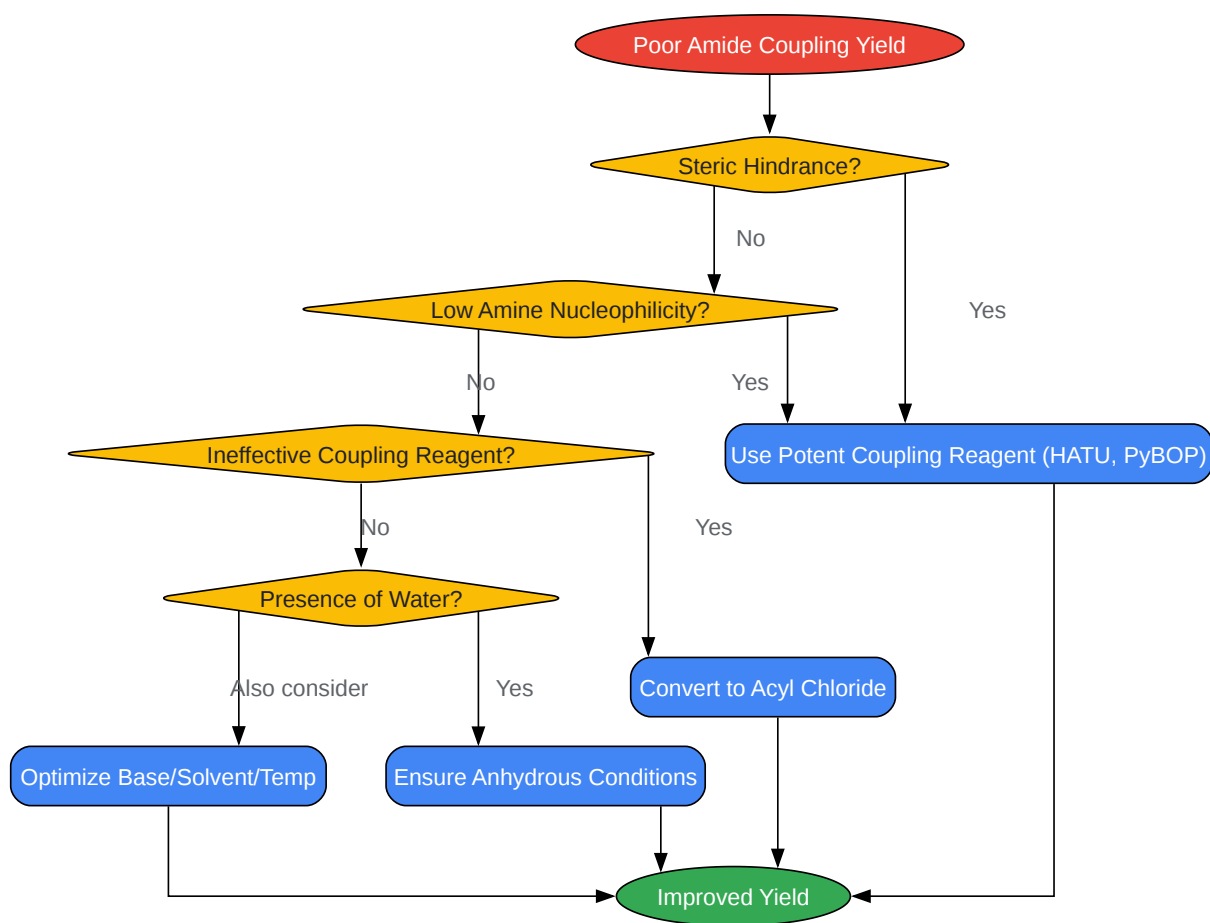 Poor Amide Coupling Yield
Steric Hindrance?
No
Yes
Low Amine Nucleophilicity?
No
Yes
Ineffective Coupling Reagent?
Use Potent Coupling Reagent (HATU, PyBOP)
No
Yes
Presence of Water?
Also consider
Yes
Convert to Acyl Chloride
Optimize Base/Solvent/Temp
Ensure Anhydrous Conditions
Improved Yield